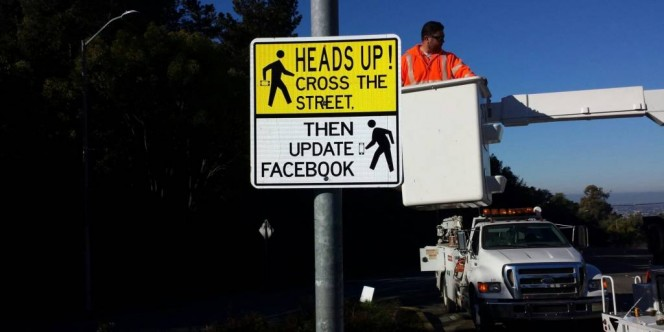 HEADS UP!
CROSS THE
STREET.
THEN
UPDATE
FACEBOOK